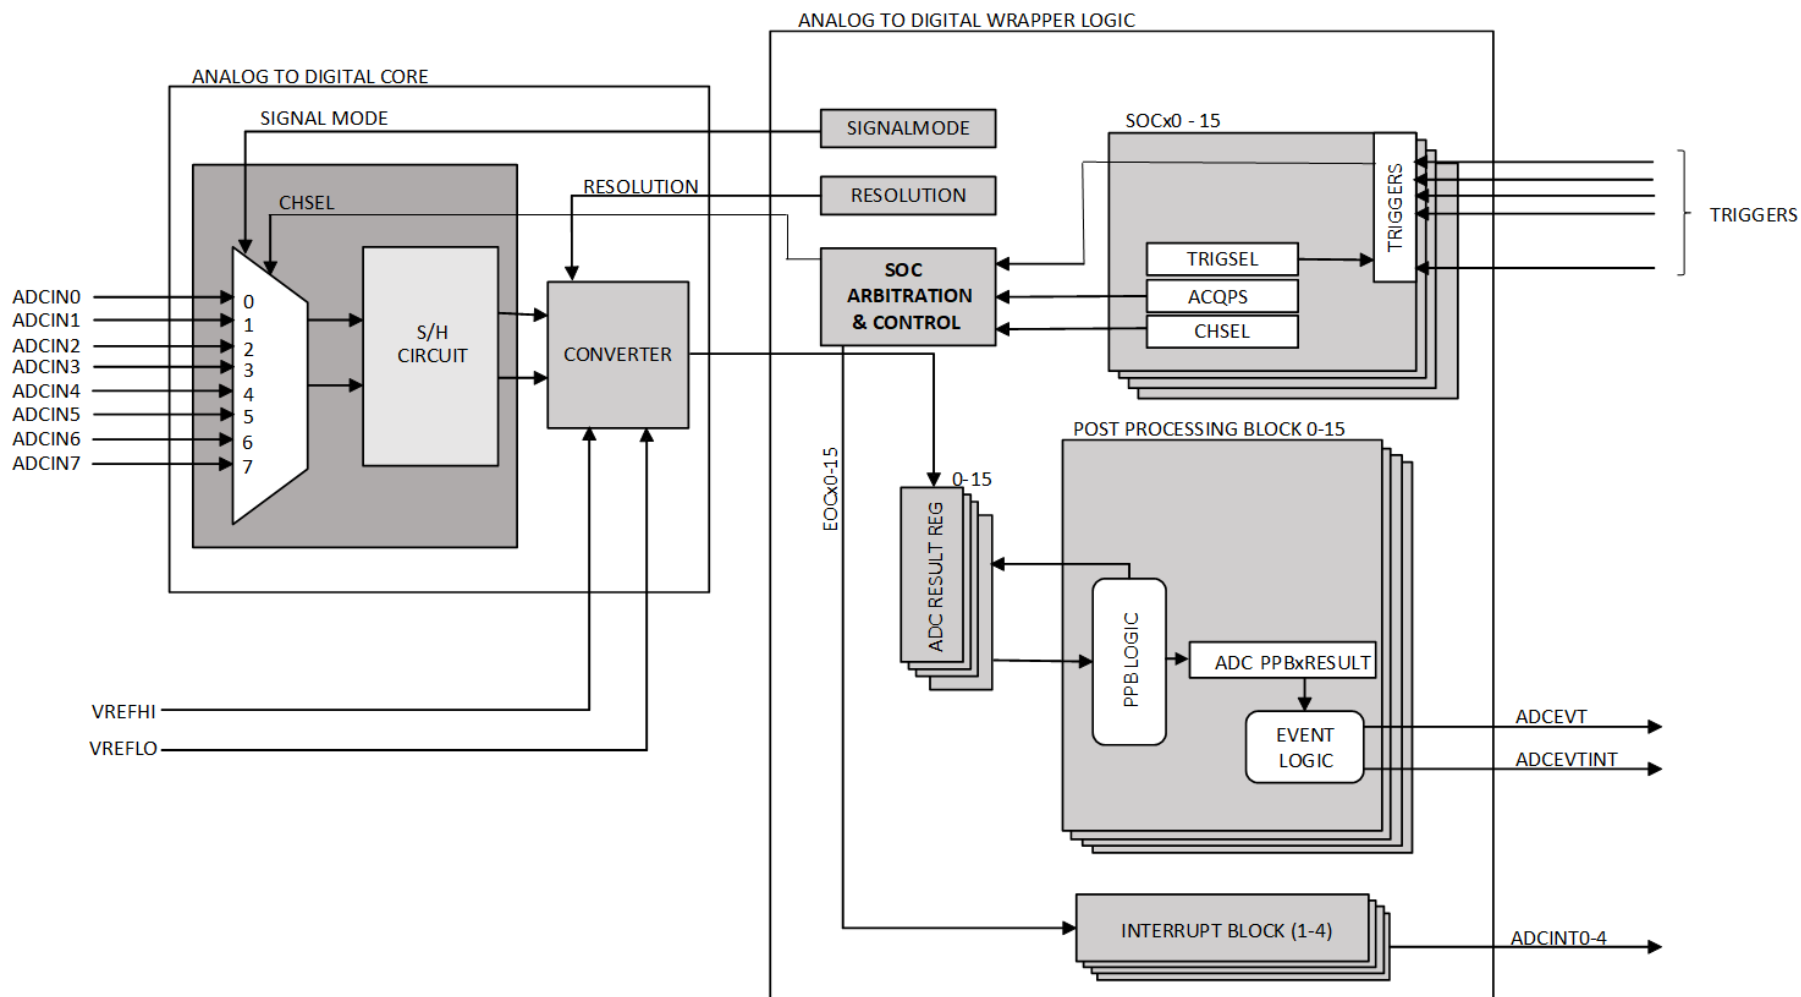 ANALOG TO DIGITAL WRAPPER LOGIC
ANALOG TO DIGITAL CORE
SIGNAL MODE
SIGNALMODE
SOCx0 - 15
RESOLUTION
RESOLUTION
CHSEL
TRIGGERS
TRIGGERS
SOC
ARBITRATION
& CONTROL
TRIGSEL
ACQPS
CHSEL
ADCIN0
ADCIN1
ADCIN2
ADCIN3
ADCIN4
ADCIN5
ADCIN6
ADCIN7
0
1
2
3
4
5
6
7
S/H
CIRCUIT
CONVERTER
POST PROCESSING BLOCK 0-15
EOCx0-15
0-15
ADC RESULT REG
PPB LOGIC
ADC PPBxRESULT
EVENT
LOGIC
VREFHI
VREFLO
ADCEVT
ADCEVTINT
INTERRUPT BLOCK (1-4)
ADCINT0-4